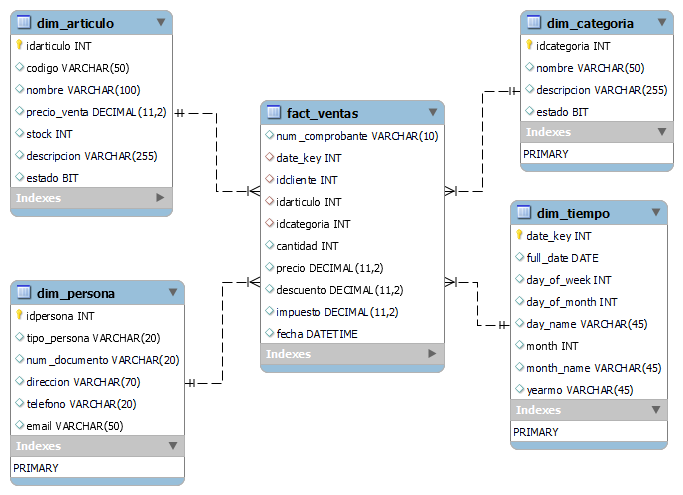 dim_articulo
idarticulo INT
codigo VARCHAR(50)
nombre VARCHAR(100)
precio_venta DECIMAL(11,2)
stock INT
descripcion VARCHAR(255)
estado BIT
Indexes
dim_persona
idpersona INT
tipo_persona VARCHAR(20)
num_documento VARCHAR(20)
direccion VARCHAR(70)
telefono VARCHAR(20)
email VARCHAR(50)
Indexes
PRIMARY
fact_ventas
num_comprobante VARCHAR(10)
date_key INT
idcliente INT
idarticulo INT
idcategoria INT
cantidad INT
precio DECIMAL(11,2)
descuento DECIMAL(11,2)
impuesto DECIMAL(11,2)
fecha DATETIME
Indexes
dim_categoria
idcategoria INT
nombre VARCHAR(50)
descripcion VARCHAR(255)
estado BIT
Indexes
PRIMARY
dim_tiempo
date_key INT
full_date DATE
day_of_week INT
day_of_month INT
day_name VARCHAR(45)
month INT
month_name VARCHAR(45)
yearmo VARCHAR(45)
Indexes
PRIMARY